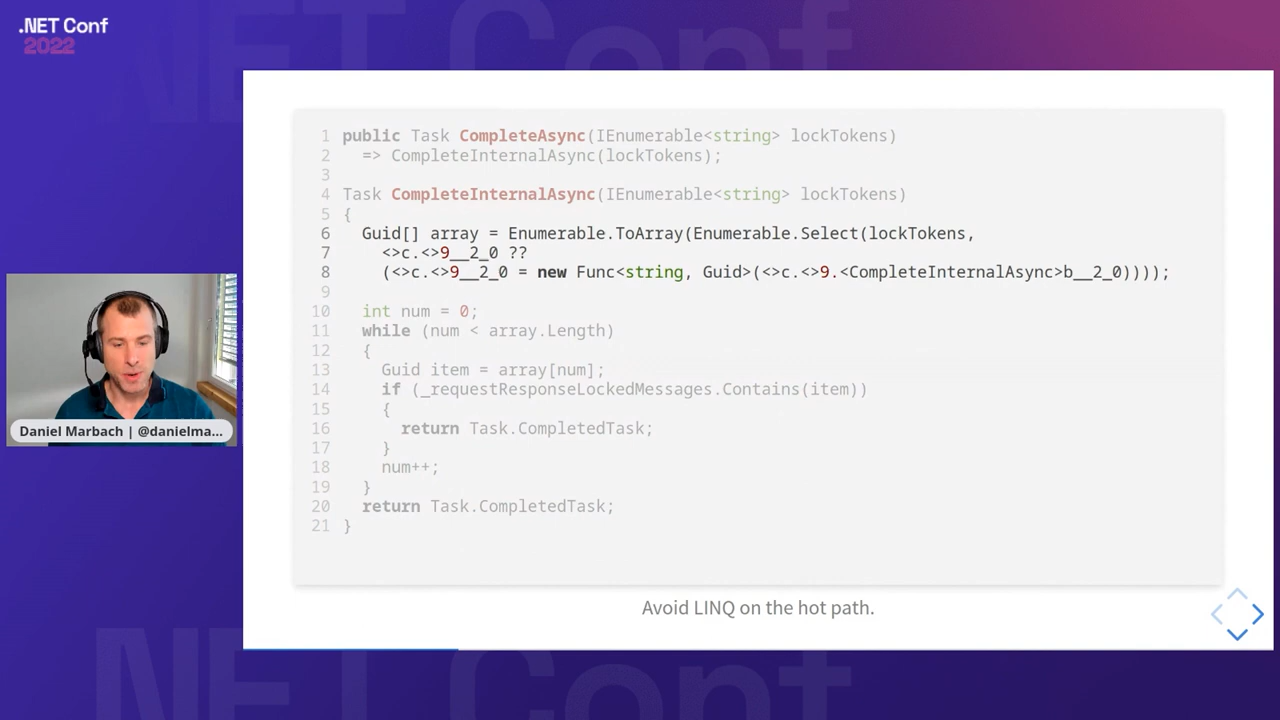 .NET Conf
2022
1 public Task CompleteAsync(IEnumerable<string> lockTokens)
2 => CompleteInternalAsync(lockTokens);
3
4 Task CompleteInternalAsync(IEnumerable<string> lockTokens)
5 {
6 Guid[] array = Enumerable.ToArray(Enumerable.Select(lockTokens,
7 <>c.<>9__2_0 ??
8 (<>c.<>9__2_0 = new Func<string, Guid>(<>c.<>9.<CompleteInternalAsync>b__2_0))));
9
10 int num = 0;
11 while (num < array.Length)
12 {
13 Guid item = array[num];
14 if (_requestResponseLockedMessages.Contains(item))
15 {
16 return Task.CompletedTask;
17 }
18 num++;
19 }
20 return Task.CompletedTask;
21 }
Avoid LINQ on the hot path.
Daniel Marbach | @danielma...
.NET Conf
.NET Conf